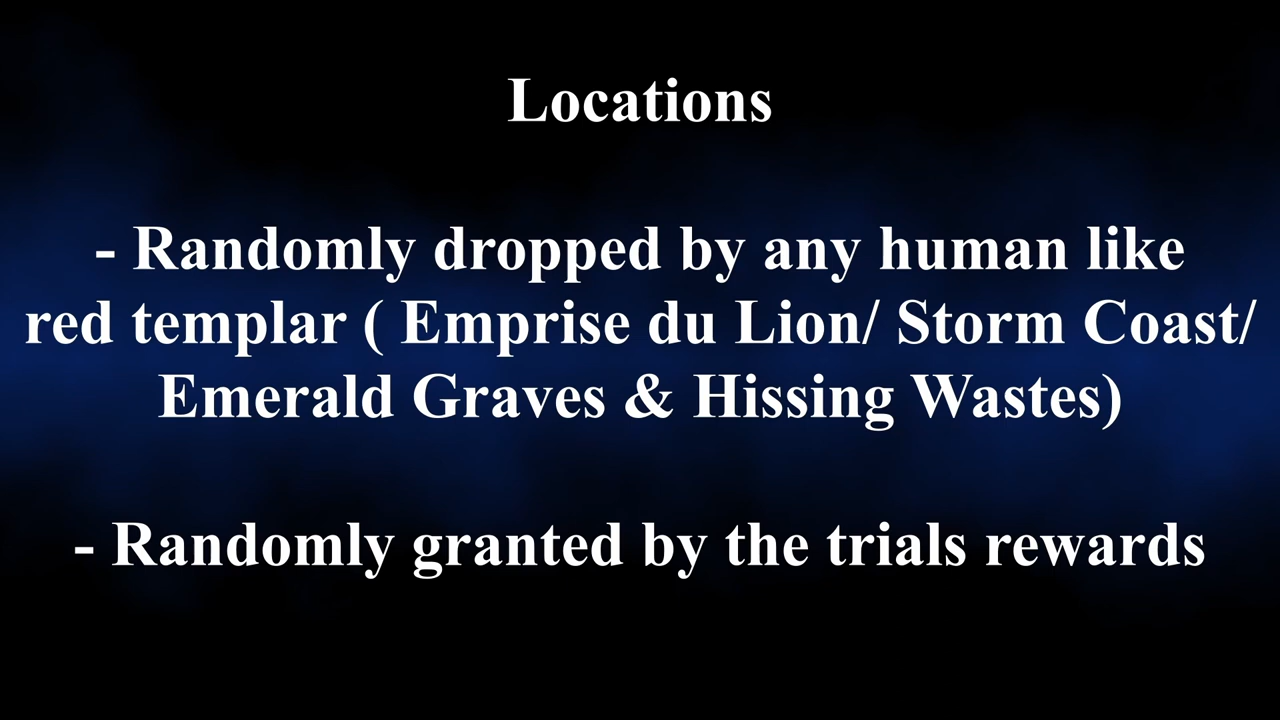 Locations
- Randomly dropped by any human like
red templar ( Emprise du Lion/ Storm Coast/
Emerald Graves & Hissing Wastes)
- Randomly granted by the trials rewards